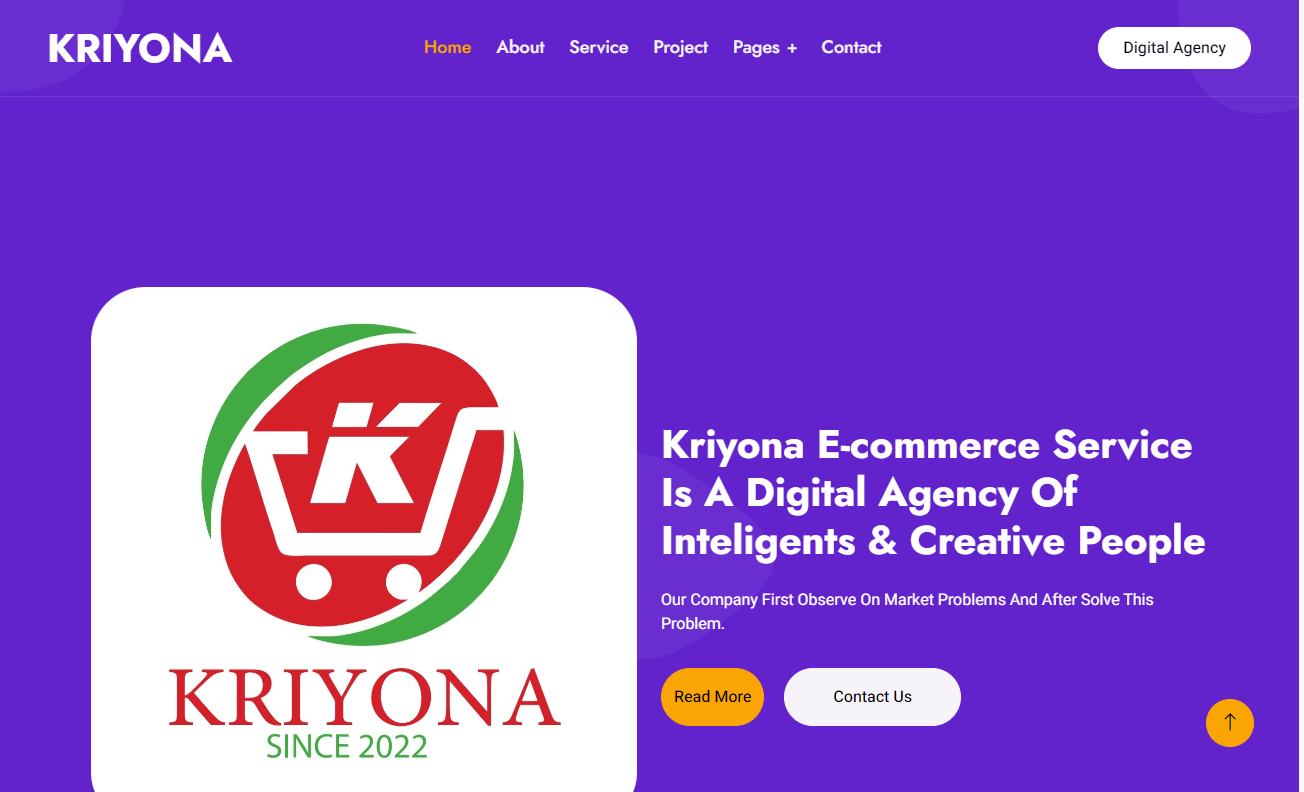 KRIYONA
Home About Service Project Pages + Contact
Digital Agency
K
KRIYONA
SINCE 2022
Kriyona E-commerce Service
Is A Digital Agency Of
Inteligents & Creative People
Our Company First Observe On Market Problems And After Solve This
Problem.
Read More
Contact Us